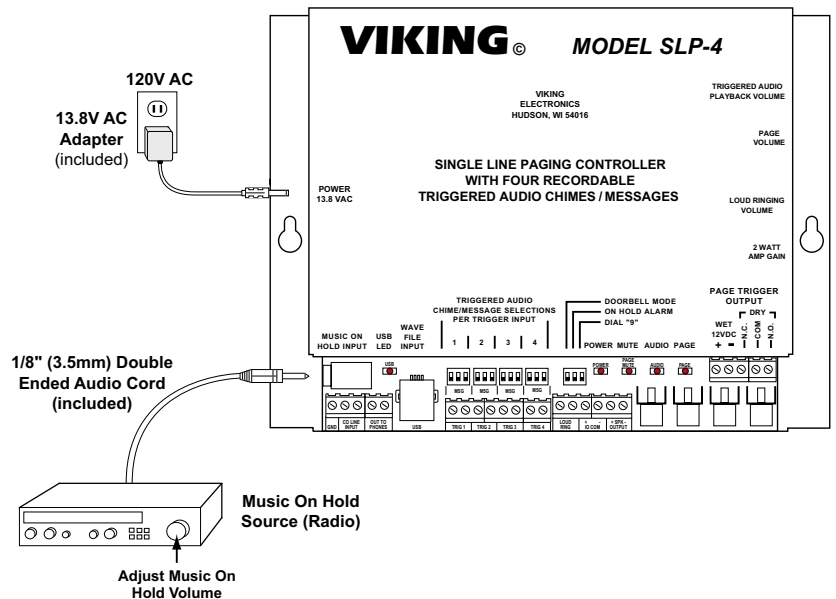 VIKING © MODEL SLP-4
120V AC
13.8V AC
Adapter
(included)
VIKING
ELECTRONICS
HUDSON, WI 54016
TRIGGERED AUDIO
PLAYBACK VOLUME
PAGE
VOLUME
SINGLE LINE PAGING CONTROLLER
WITH FOUR RECORDABLE
TRIGGERED AUDIO CHIMES / MESSAGES
POWER
13.8 VAC
LOUD RINGING
VOLUME
2 WATT
AMP GAIN
PAGE TRIGGER
OUTPUT
DRY
WET
12VDC
+ -
N.C.
COM
N.O.
TRIGGERED AUDIO
CHIME/MESSAGE SELECTIONS
PER TRIGGER INPUT
1 2 3 4
DOORBELL MODE
ON HOLD ALARM
DIAL "9"
POWER MUTE AUDIO PAGE
MUSIC ON
HOLD INPUT
USB
LED
WAVE
FILE
INPUT
USB
MSG MSG MSG MSG
POWER
PAGE
MUTE
AUDIO
PAGE
GND
CO LINE
INPUT
OUT TO
PHONES
USB
TRIG 1 TRIG 2 TRIG 3 TRIG 4
LOUD
RING
+ -
IO COM
+ SPK -
OUTPUT
1/8" (3.5mm) Double
Ended Audio Cord
(included)
Music On Hold
Source (Radio)
Adjust Music On
Hold Volume